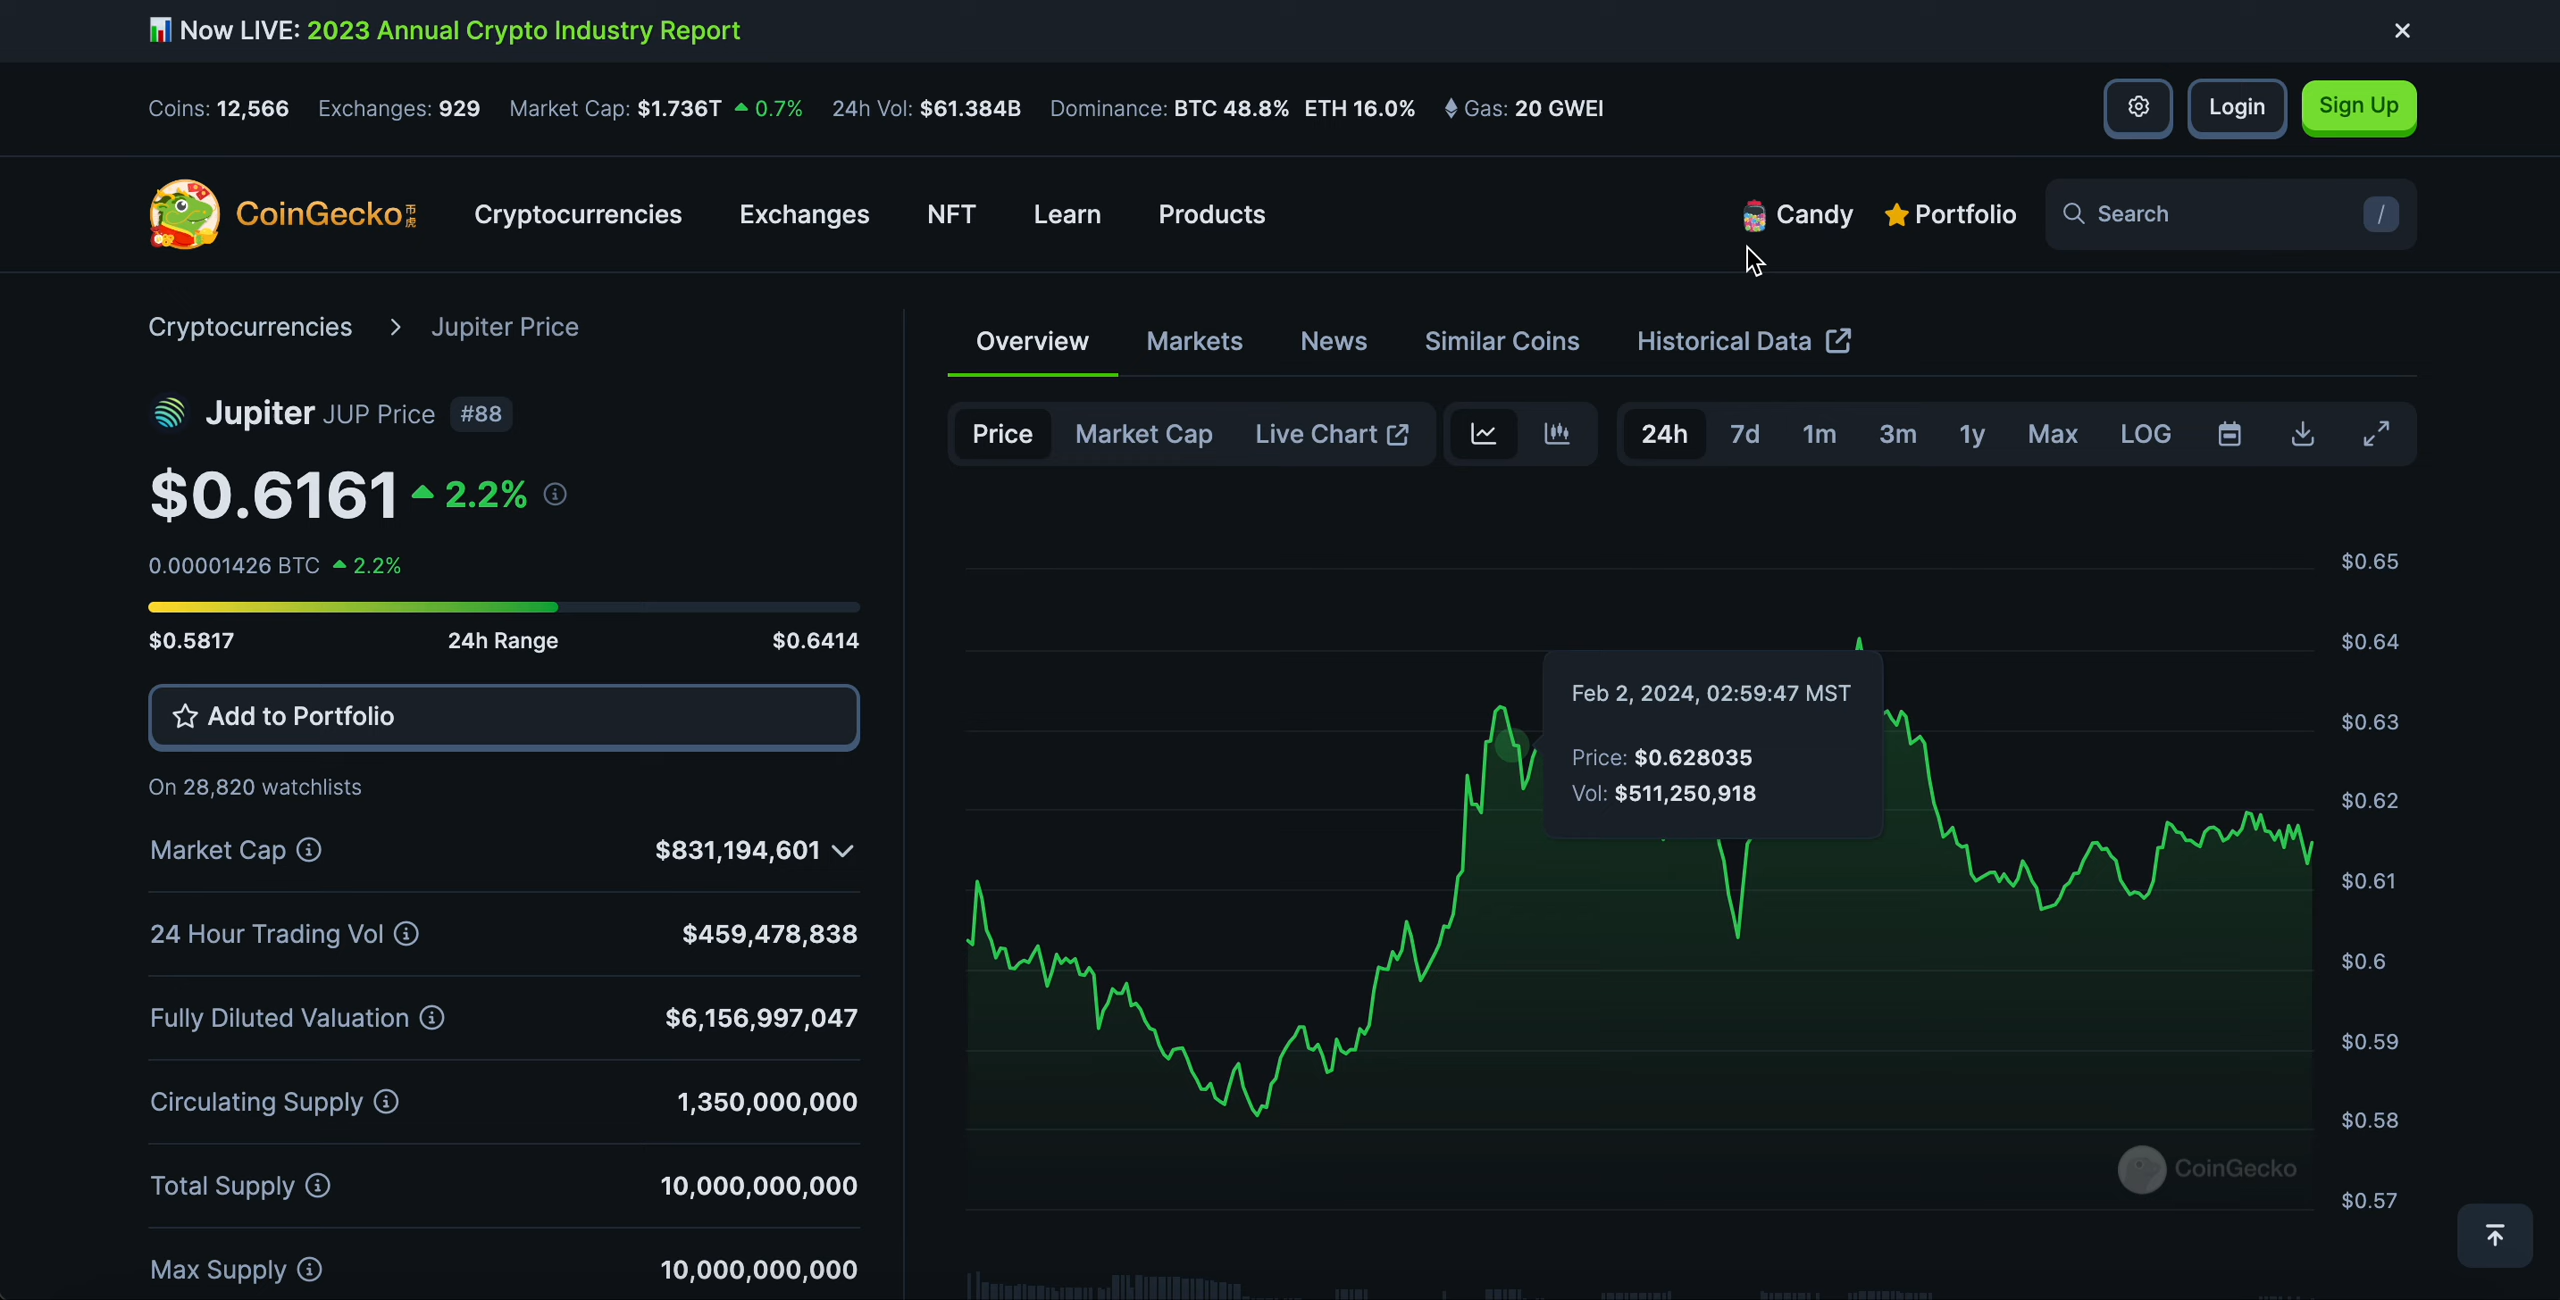 Now LIVE: 2023 Annual Crypto Industry Report
Coins: 12,566 Exchanges: 929 Market Cap: $1.736T 0.7% 24h Vol: $61.384B Dominance: BTC 48.8% ETH 16.0% Gas: 20 GWEI
Login
Sign Up
CoinGecko 币虎
Cryptocurrencies Exchanges NFT Learn Products
Candy Portfolio Search /
Cryptocurrencies > Jupiter Price
Jupiter JUP Price #88
$0.6161 2.2%
0.00001426 BTC 2.2%
$0.5817 24h Range $0.6414
Add to Portfolio
On 28,820 watchlists
Market Cap $831,194,601
24 Hour Trading Vol $459,478,838
Fully Diluted Valuation $6,156,997,047
Circulating Supply 1,350,000,000
Total Supply 10,000,000,000
Max Supply 10,000,000,000
Overview Markets News Similar Coins Historical Data
Price Market Cap Live Chart 24h 7d 1m 3m 1y Max LOG
$0.65
$0.64
$0.63
$0.62
$0.61
$0.6
$0.59
$0.58
$0.57
Feb 2, 2024, 02:59:47 MST
Price: $0.628035
Vol: $511,250,918
CoinGecko